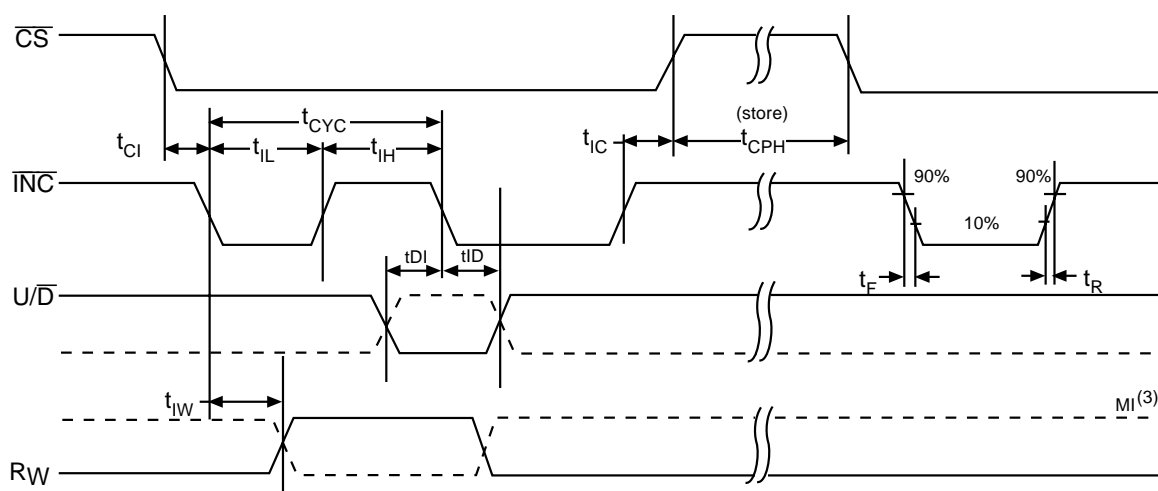 CS
(store)
tCYC
tCI
tIL
tIH
tIC
tCPH
INC
90%
90%
10%
tDI
tID
U/D
tF
tR
tIW
MI(3)
RW